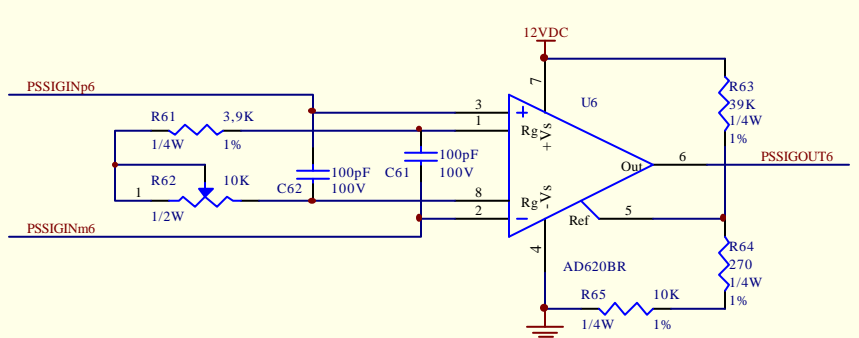 12VDC
PSSIGINp6
7
U6
R63
39K
1/4W
1%
R61 3,9K
1/4W 1%
3
1
+
Rg
+Vs
100pF
C61 100V
100pF
C62 100V
Out
6
PSSIGOUT6
R62 10K
1
1/2W
8
2
Rg
-Vs
−
Ref
5
PSSIGINm6
4
AD620BR
R64
270
1/4W
1%
R65 10K
1/4W 1%